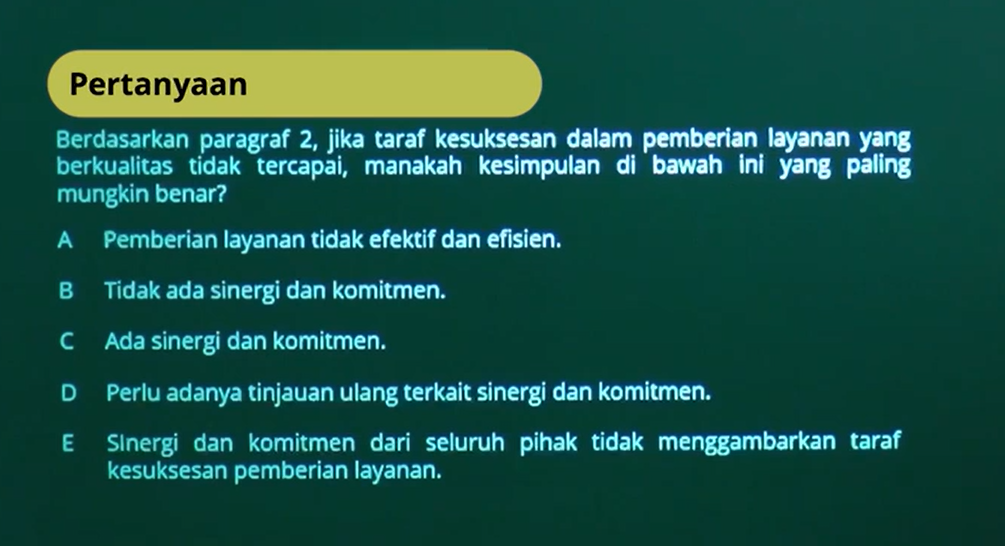 Pertanyaan
Berdasarkan paragraf 2, jika taraf kesuksesan dalam pemberian layanan yang
berkualitas tidak tercapai, manakah kesimpulan di bawah ini yang paling
mungkin benar?
A Pemberian layanan tidak efektif dan efisien.
B Tidak ada sinergi dan komitmen.
C Ada sinergi dan komitmen.
D Perlu adanya tinjauan ulang terkait sinergi dan komitmen.
E SInergi dan komitmen dari seluruh pihak tidak menggambarkan taraf
kesuksesan pemberian layanan.